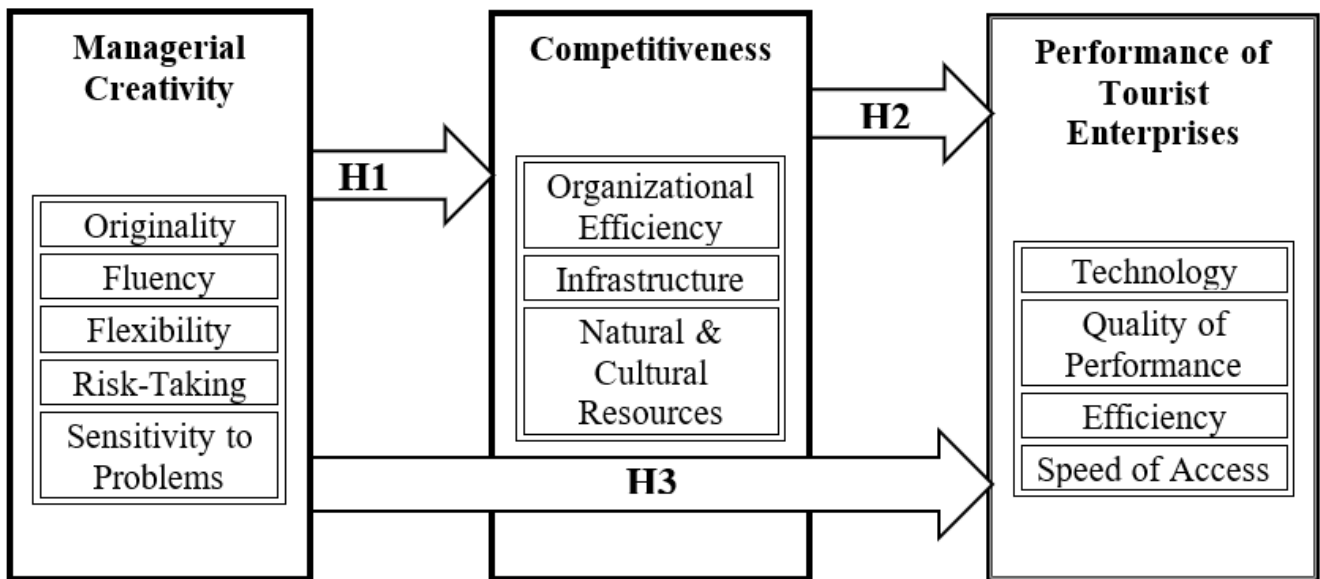 Managerial
Creativity
Originality
Fluency
Flexibility
Risk-Taking
Sensitivity to
Problems
H1
Competitiveness
Organizational
Efficiency
Infrastructure
Natural &
Cultural
Resources
H2
H3
Performance of
Tourist
Enterprises
Technology
Quality of
Performance
Efficiency
Speed of Access